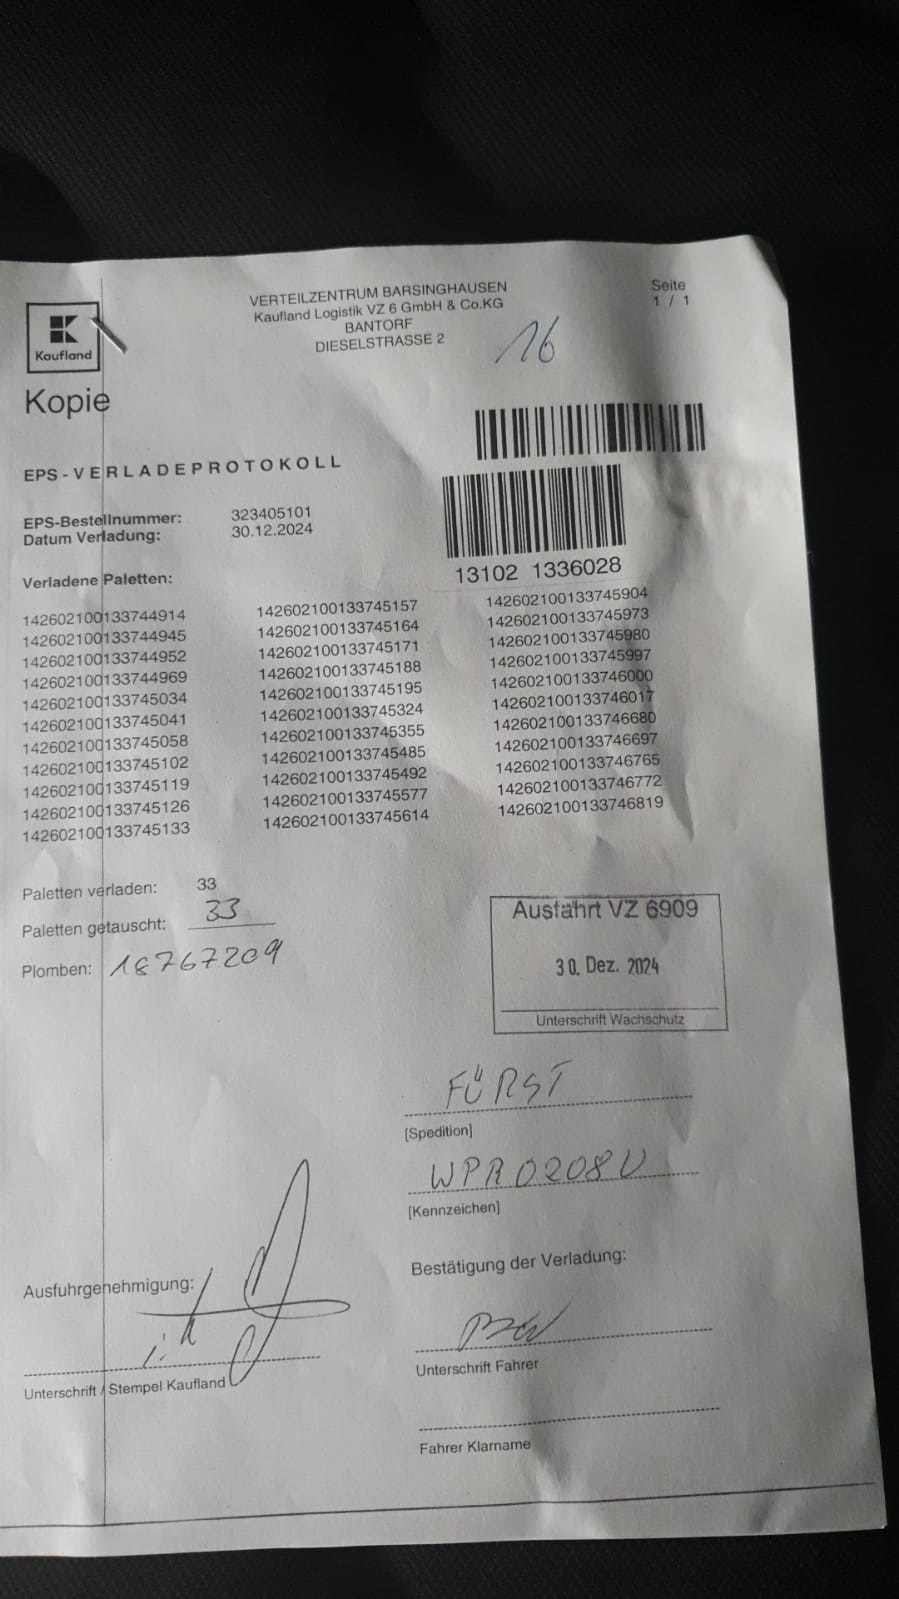 VERTEILZENTRUM BARSINGHAUSEN
Kaufland Logistik VZ 6 GmbH & Co.KG
BANTORF
DIESELSTRASSE 2
Seite
1 / 1
16
Kaufland
Kopie
EPS-VERLADEPROTOKOLL
EPS-Bestellnummer: 323405101
Datum Verladung: 30.12.2024
13102 1336028
Verladene Paletten:
142602100133744914 142602100133745157 142602100133745904
142602100133744945 142602100133745164 142602100133745973
142602100133744952 142602100133745171 142602100133745980
142602100133744969 142602100133745188 142602100133745997
142602100133745034 142602100133745195 142602100133746000
142602100133745041 142602100133745324 142602100133746017
142602100133745058 142602100133745355 142602100133746680
142602100133745102 142602100133745485 142602100133746697
142602100133745119 142602100133745492 142602100133746765
142602100133745126 142602100133745577 142602100133746772
142602100133745133 142602100133745614 142602100133746819
Paletten verladen: 33
Paletten getauscht: 33
Plomben: 18767209
Ausfahrt VZ 6909
30. Dez. 2024
Unterschrift Wachschutz
FÜRST
[Spedition]
WPR0208U
[Kennzeichen]
Ausfuhrgenehmigung:
Bestätigung der Verladung:
Unterschrift / Stempel Kaufland
Unterschrift Fahrer
Fahrer Klarname